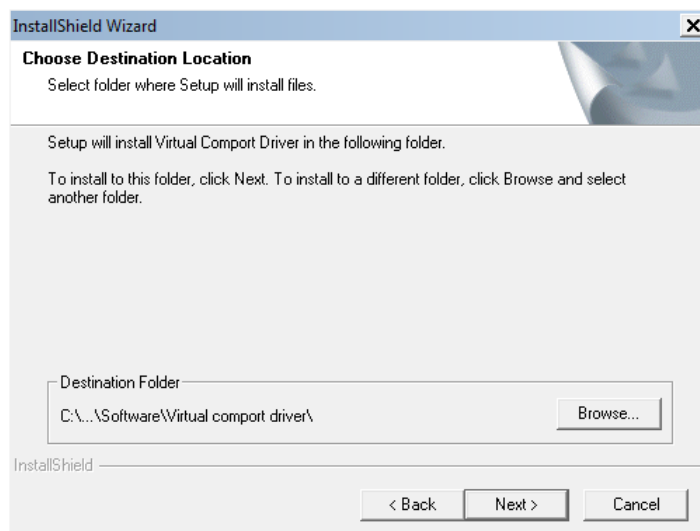 InstallShield Wizard
Choose Destination Location
Select folder where Setup will install files.
Setup will install Virtual Comport Driver in the following folder.
To install to this folder, click Next. To install to a different folder, click Browse and select
another folder.
Destination Folder
C:\...\Software\Virtual comport driver\
Browse...
InstallShield
< Back
Next >
Cancel